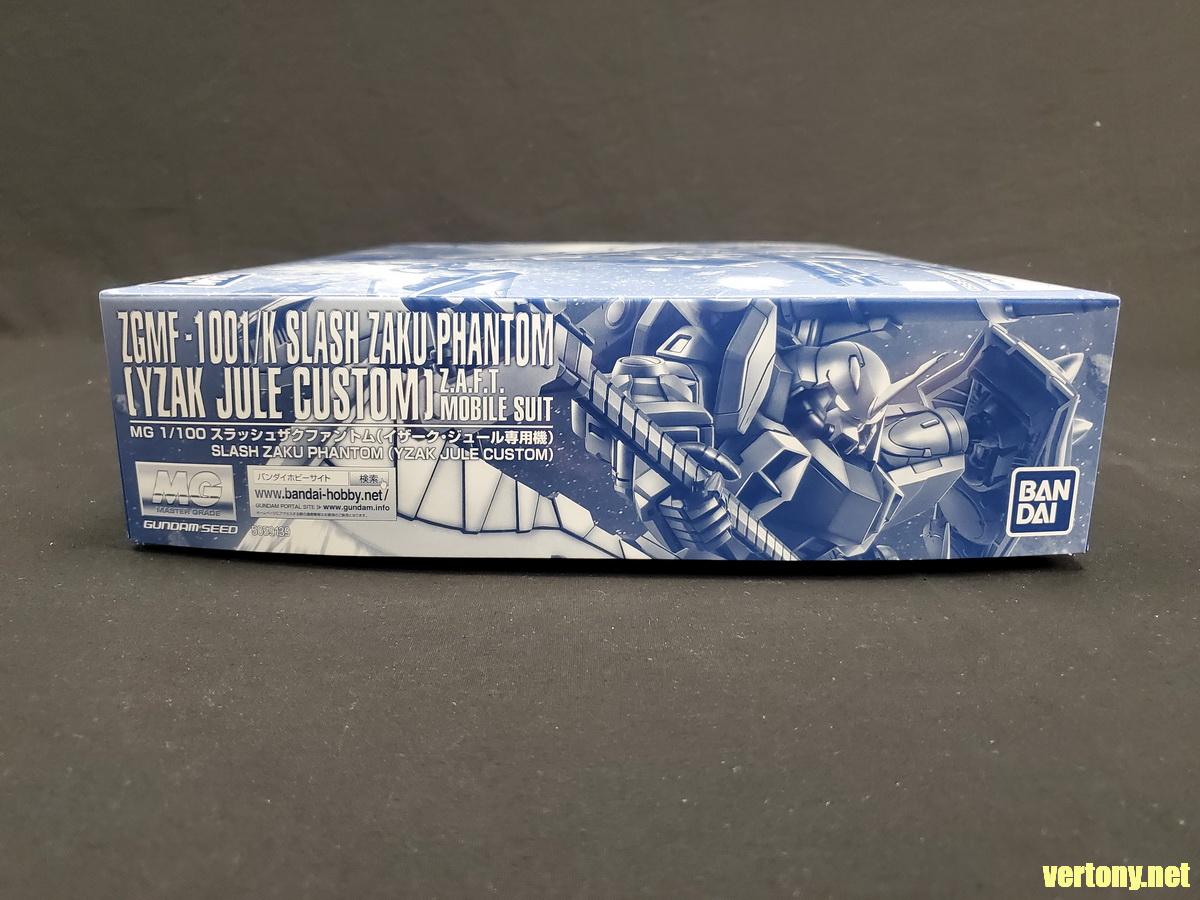 ZGMF-1001/K SLASH ZAKU PHANTOM
[YZAK JULE CUSTOM] Z.A.F.T.
MOBILE SUIT
MG 1/100 スラッシュザクファントム(イザーク・ジュール専用機)
SLASH ZAKU PHANTOM (YZAK JULE CUSTOM)
MG
MASTER GRADE
GUNDAM SEED
バンダイホビーサイト 検索
www.bandai-hobby.net/
GUNDAM PORTAL SITE > www.gundam.info
BAN
DAI
vertony.net